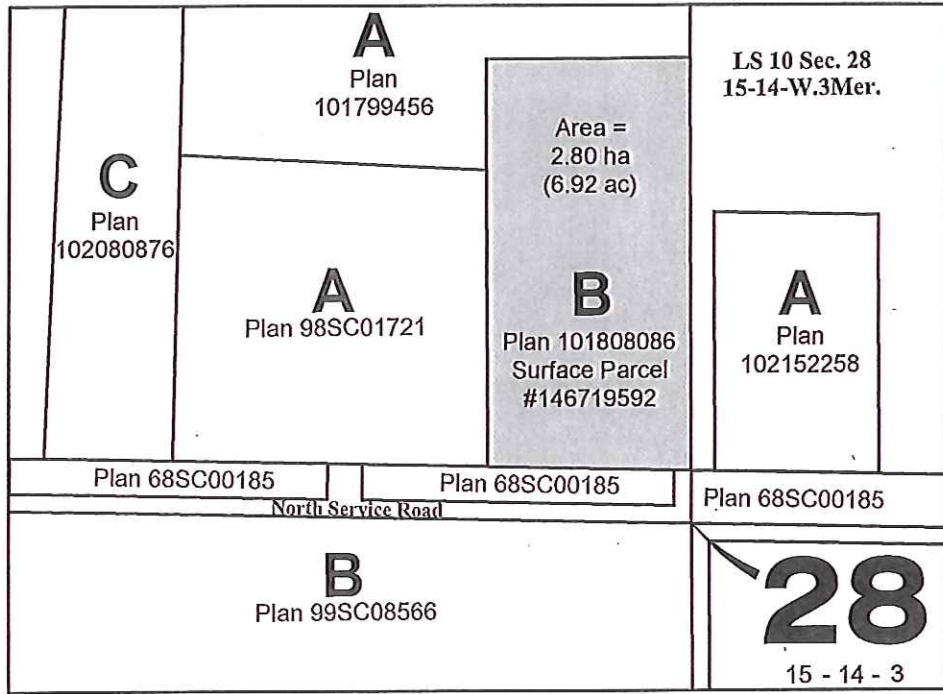 A
Plan
101799456
LS 10 Sec. 28
15-14-W.3Mer.
Area =
2.80 ha
(6.92 ac)
C
Plan
102080876
A
Plan 98SC01721
B
Plan 101808086
Surface Parcel
#146719592
A
Plan
102152258
Plan 68SC00185
Plan 68SC00185
Plan 68SC00185
North Service Road
B
Plan 99SC08566
28
15 - 14 - 3